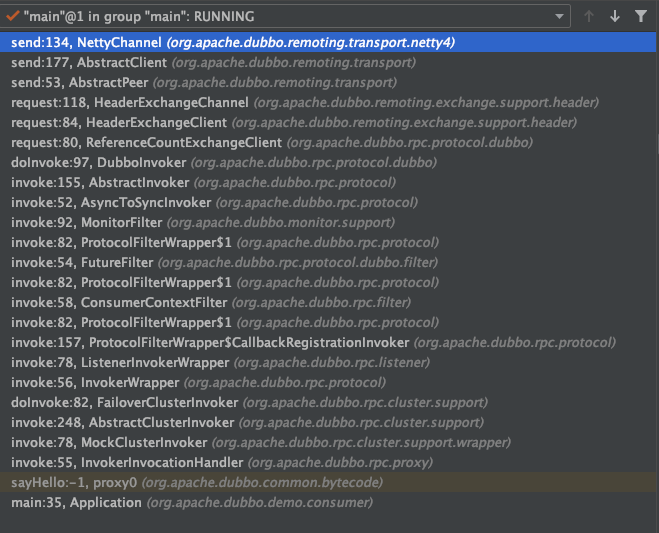 "main"@1 in group "main": RUNNING
send:134, NettyChannel (org.apache.dubbo.remoting.transport.netty4)
send:177, AbstractClient (org.apache.dubbo.remoting.transport)
send:53, AbstractPeer (org.apache.dubbo.remoting.transport)
request:118, HeaderExchangeChannel (org.apache.dubbo.remoting.exchange.support.header)
request:84, HeaderExchangeClient (org.apache.dubbo.remoting.exchange.support.header)
request:80, ReferenceCountExchangeClient (org.apache.dubbo.rpc.protocol.dubbo)
doInvoke:97, DubboInvoker (org.apache.dubbo.rpc.protocol.dubbo)
invoke:155, AbstractInvoker (org.apache.dubbo.rpc.protocol)
invoke:52, AsyncToSyncInvoker (org.apache.dubbo.rpc.protocol)
invoke:92, MonitorFilter (org.apache.dubbo.monitor.support)
invoke:82, ProtocolFilterWrapper$1 (org.apache.dubbo.rpc.protocol)
invoke:54, FutureFilter (org.apache.dubbo.rpc.protocol.dubbo.filter)
invoke:82, ProtocolFilterWrapper$1 (org.apache.dubbo.rpc.protocol)
invoke:58, ConsumerContextFilter (org.apache.dubbo.rpc.filter)
invoke:82, ProtocolFilterWrapper$1 (org.apache.dubbo.rpc.protocol)
invoke:157, ProtocolFilterWrapper$CallbackRegistrationInvoker (org.apache.dubbo.rpc.protocol)
invoke:78, ListenerInvokerWrapper (org.apache.dubbo.rpc.listener)
invoke:56, InvokerWrapper (org.apache.dubbo.rpc.protocol)
doInvoke:82, FailoverClusterInvoker (org.apache.dubbo.rpc.cluster.support)
invoke:248, AbstractClusterInvoker (org.apache.dubbo.rpc.cluster.support)
invoke:78, MockClusterInvoker (org.apache.dubbo.rpc.cluster.support.wrapper)
invoke:55, InvokerInvocationHandler (org.apache.dubbo.rpc.proxy)
sayHello:-1, proxy0 (org.apache.dubbo.common.bytecode)
main:35, Application (org.apache.dubbo.demo.consumer)